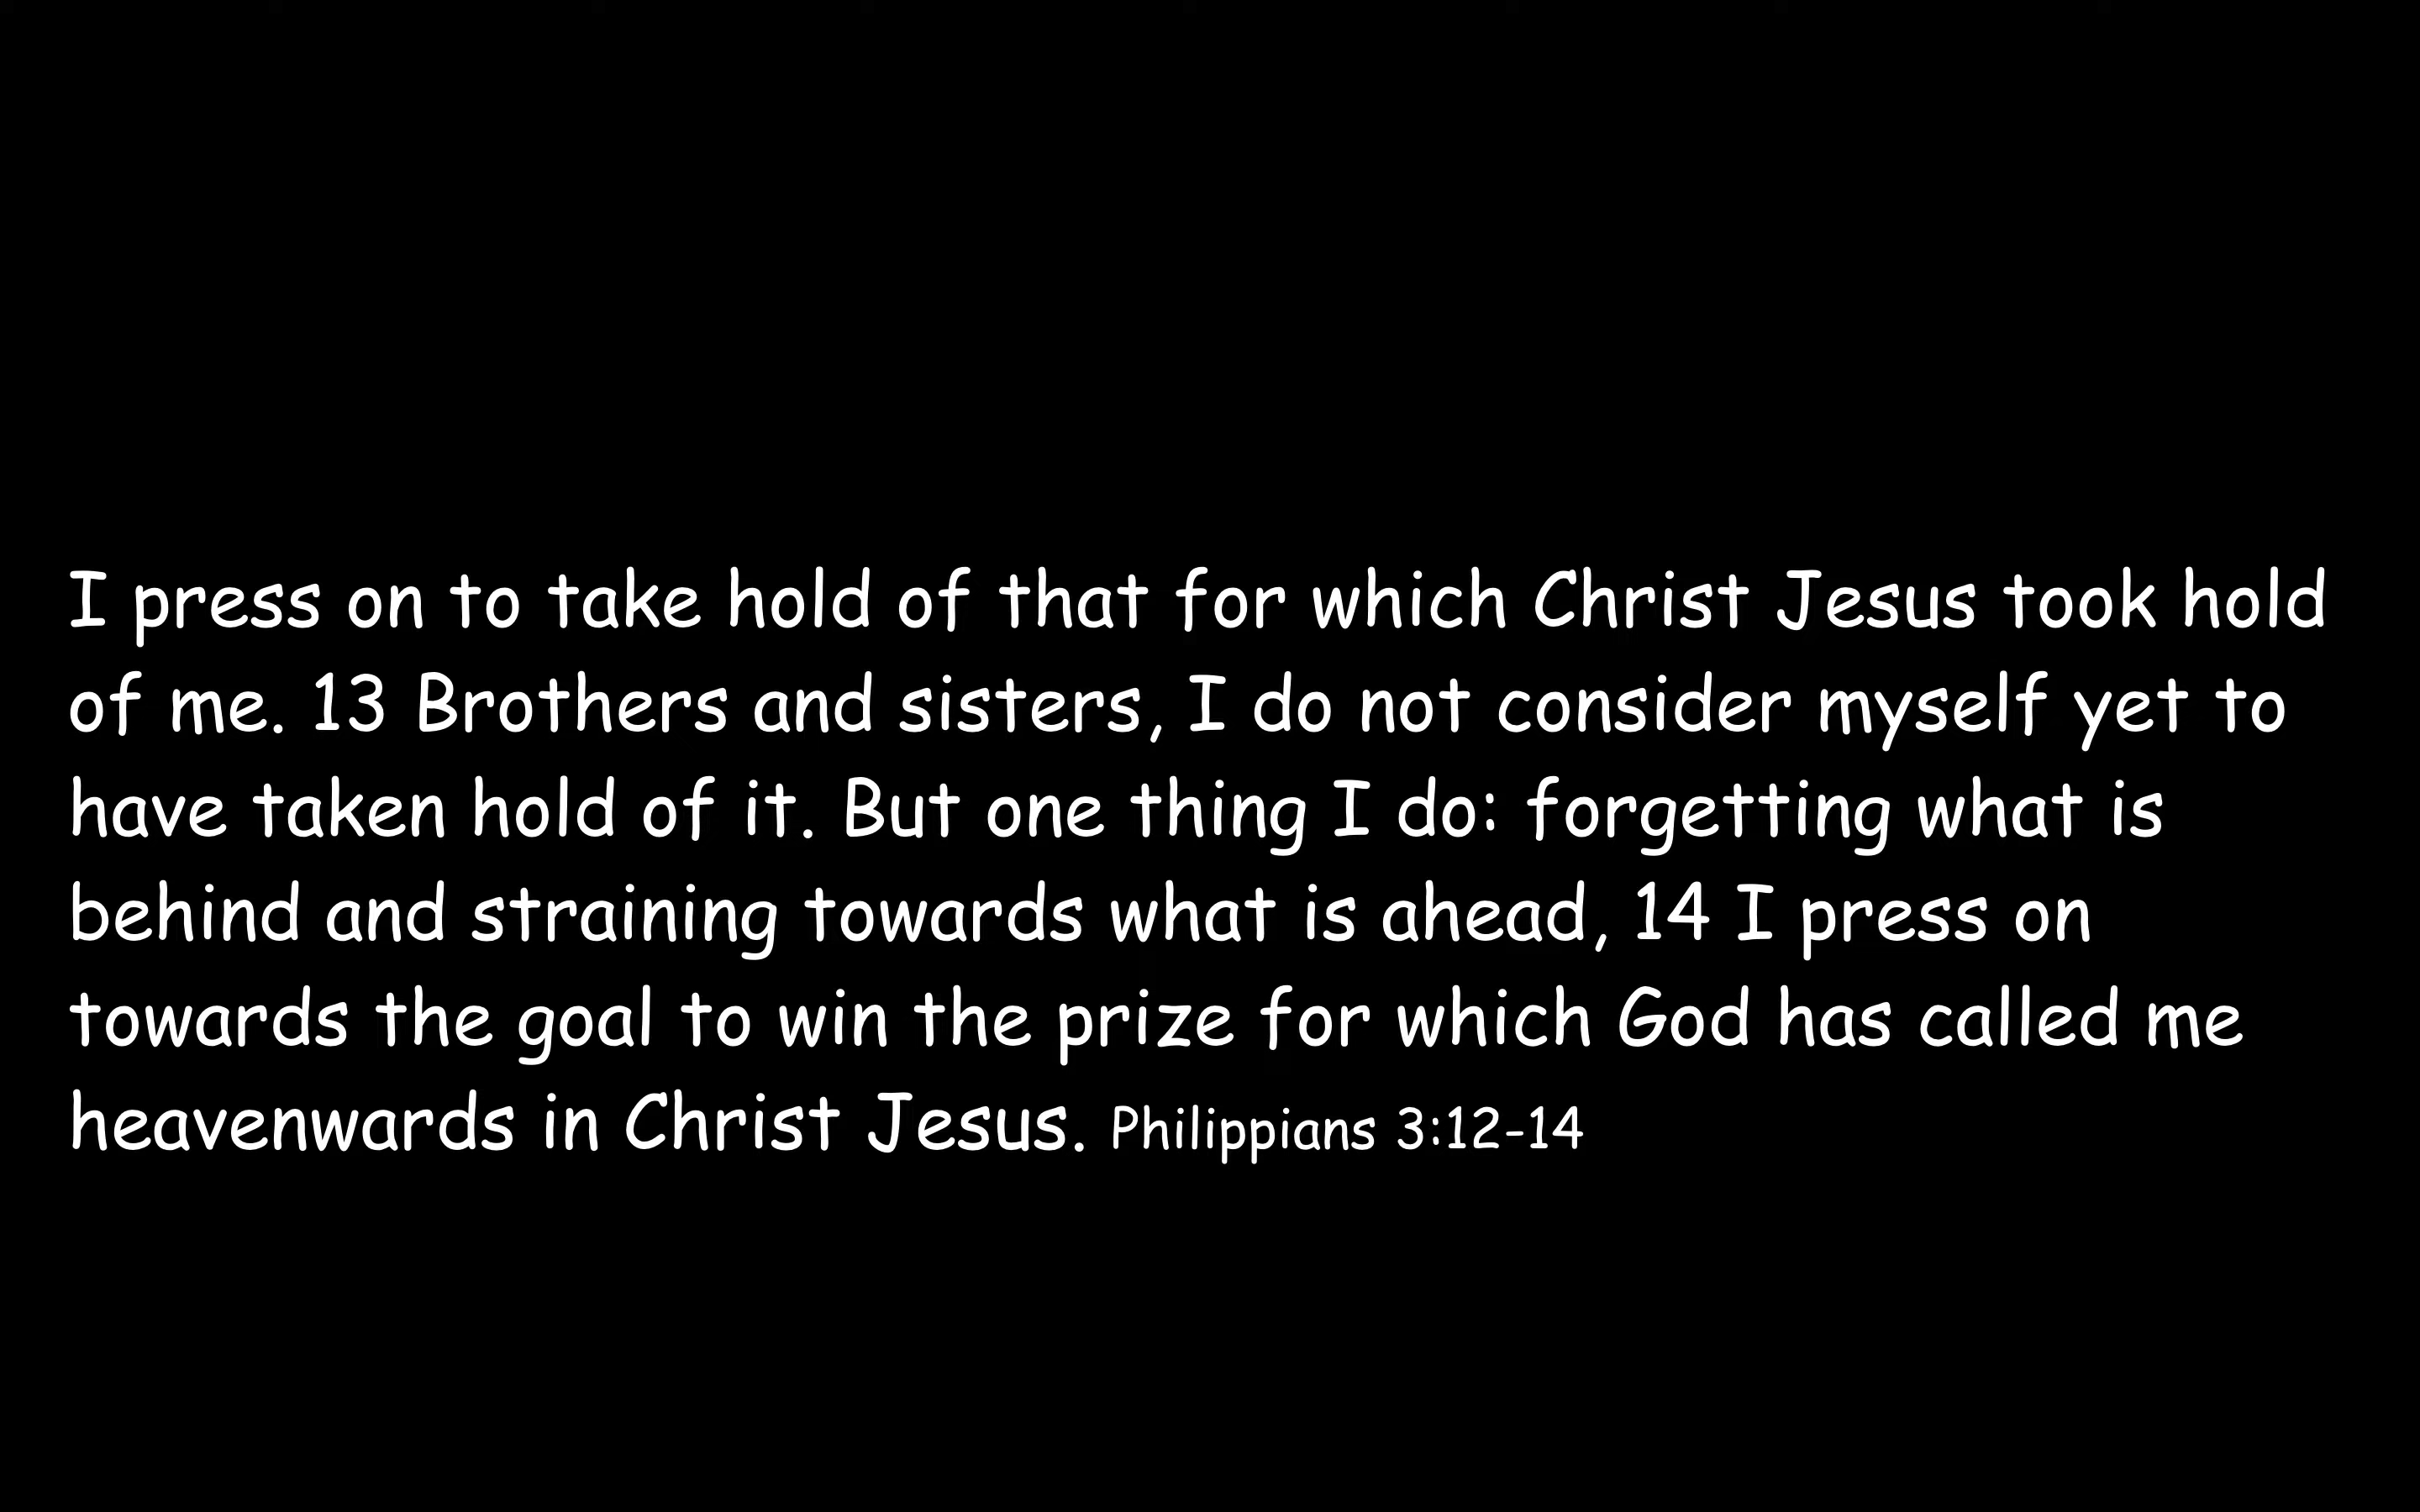 I press on to take hold of that for which Christ Jesus took hold
of me. 13 Brothers and sisters, I do not consider myself yet to
have taken hold of it. But one thing I do: forgetting what is
behind and straining towards what is ahead, 14 I press on
towards the goal to win the prize for which God has called me
heavenwards in Christ Jesus. Philippians 3:12-14